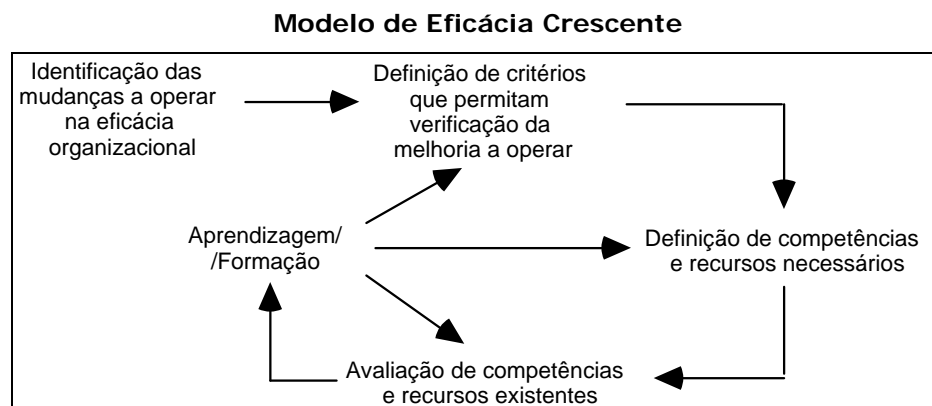 Modelo de Eficácia Crescente
Identificação das
mudanças a operar
na eficácia
organizacional
Definição de critérios
que permitam
verificação da
melhoria a operar
Aprendizagem/
/Formação
Definição de competências
e recursos necessários
Avaliação de competências
e recursos existentes